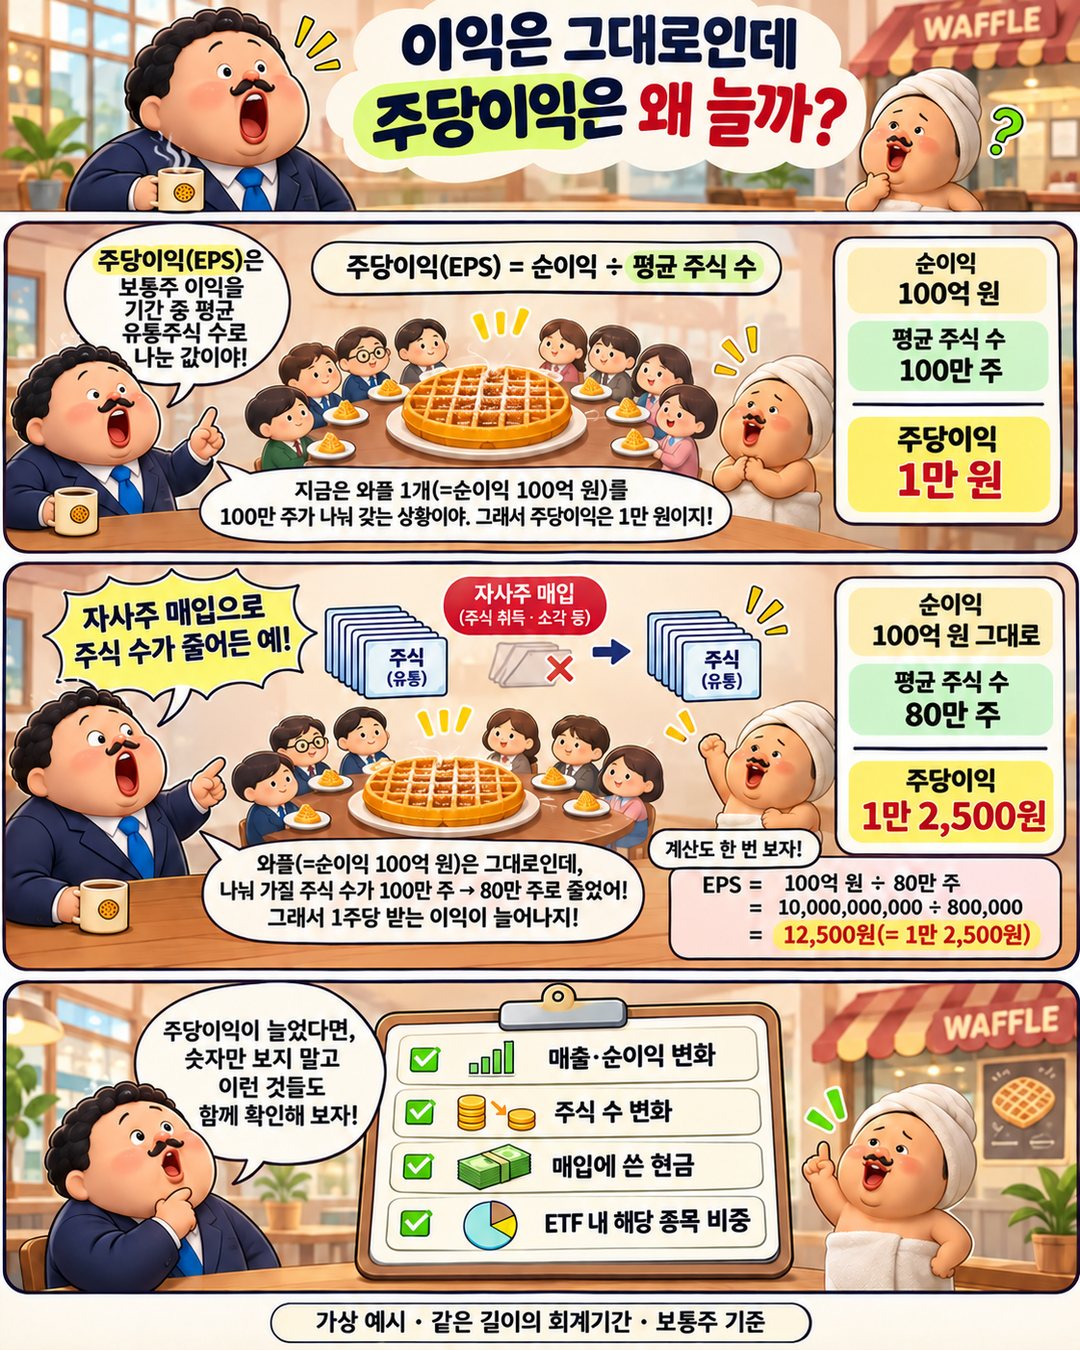 이익은 그대로인데
주당이익은 왜 늘까?
WAFFLE
?
주당이익(EPS)은
보통주 이익을
기간 중 평균
유통주식 수로
나눈 값이야!
주당이익(EPS) = 순이익 ÷ 평균 주식 수
순이익
100억 원
평균 주식 수
100만 주
주당이익
1만 원
지금은 와플 1개(=순이익 100억 원)를
100만 주가 나눠 갖는 상황이야. 그래서 주당이익은 1만 원이지!
자사주 매입으로
주식 수가 줄어든 예!
주식
(유통)
자사주 매입
(주식 취득 · 소각 등)
주식
(유통)
순이익
100억 원 그대로
평균 주식 수
80만 주
주당이익
1만 2,500원
와플(=순이익 100억 원)은 그대로인데,
나눠 가질 주식 수가 100만 주 → 80만 주로 줄었어!
그래서 1주당 받는 이익이 늘어나지!
계산도 한 번 보자!
EPS = 100억 원 ÷ 80만 주
= 10,000,000,000 ÷ 800,000
= 12,500원(= 1만 2,500원)
주당이익이 늘었다면,
숫자만 보지 말고
이런 것들도
함께 확인해 보자!
매출·순이익 변화
주식 수 변화
매입에 쓴 현금
ETF 내 해당 종목 비중
WAFFLE
가상 예시 · 같은 길이의 회계기간 · 보통주 기준